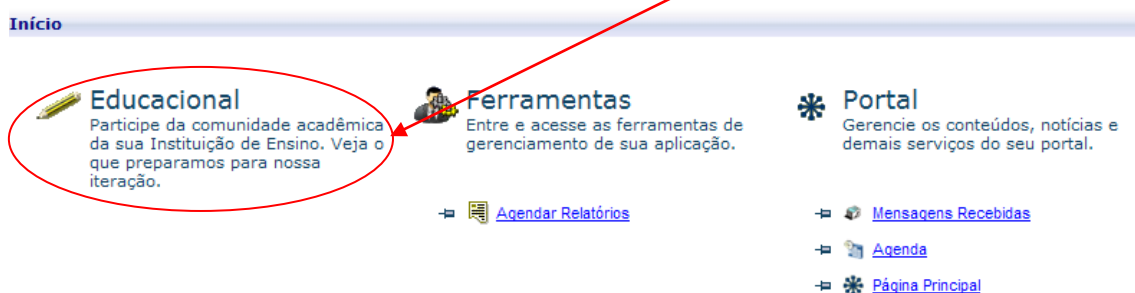 Início
Educacional
Participe da comunidade acadêmica
da sua Instituição de Ensino. Veja o
que preparamos para nossa
iteração.
Ferramentas
Entre e acesse as ferramentas de
gerenciamento de sua aplicação.
Agendar Relatórios
Portal
Gerencie os conteúdos, notícias e
demais serviços do seu portal.
Mensagens Recebidas
Agenda
Página Principal